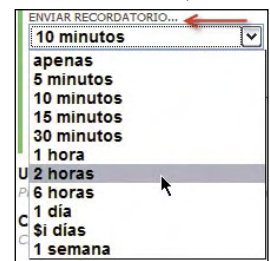 ENVIAR RECORDATORIO...
10 minutos
apenas
5 minutos
10 minutos
15 minutos
30 minutos
1 hora
2 horas
6 horas
1 día
$i días
1 semana